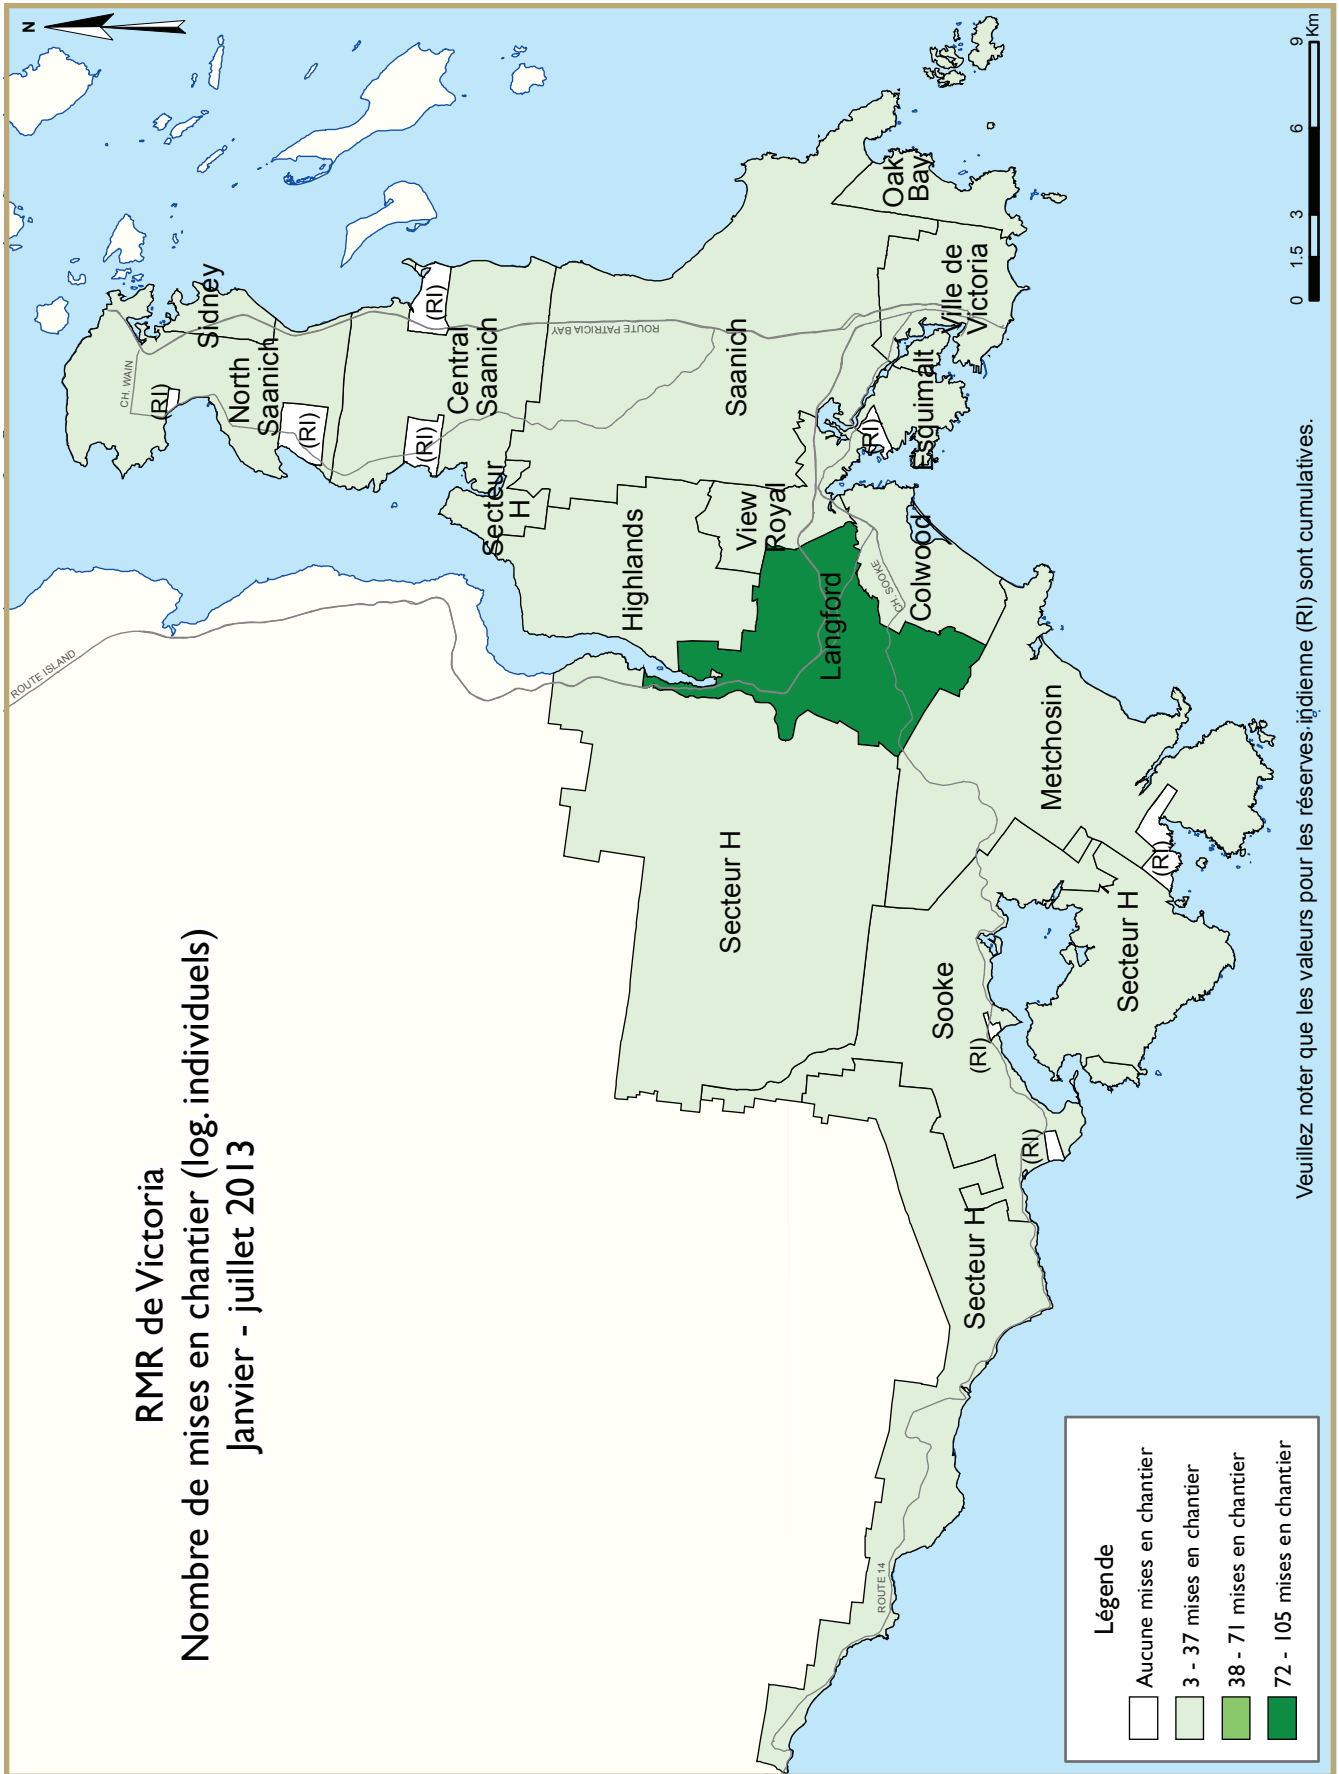 RMR de Victoria
Nombre de mises en chantier (log. individuels)
Janvier - juillet 2013
N
ROUTE ISLAND
CH. WAIN
Sidney
(RI)
North
Saanich
(RI)
(RI)
(RI)
Central
Saanich
Secteur
H
ROUTE PATRICIA BAY
Highlands
Saanich
View
Royal
Oak
Bay
Ville de
Victoria
(RI)
Esquimalt
Langford
CH. SOOKE
Colwood
Secteur H
Metchosin
(RI)
Sooke
(RI)
Secteur H
(RI)
Secteur H
ROUTE 14
Légende
Aucune mises en chantier
3 - 37 mises en chantier
38 - 71 mises en chantier
72 - 105 mises en chantier
0 1.5 3 6 9
Km
Veuillez noter que les valeurs pour les réserves indienne (RI) sont cumulatives.